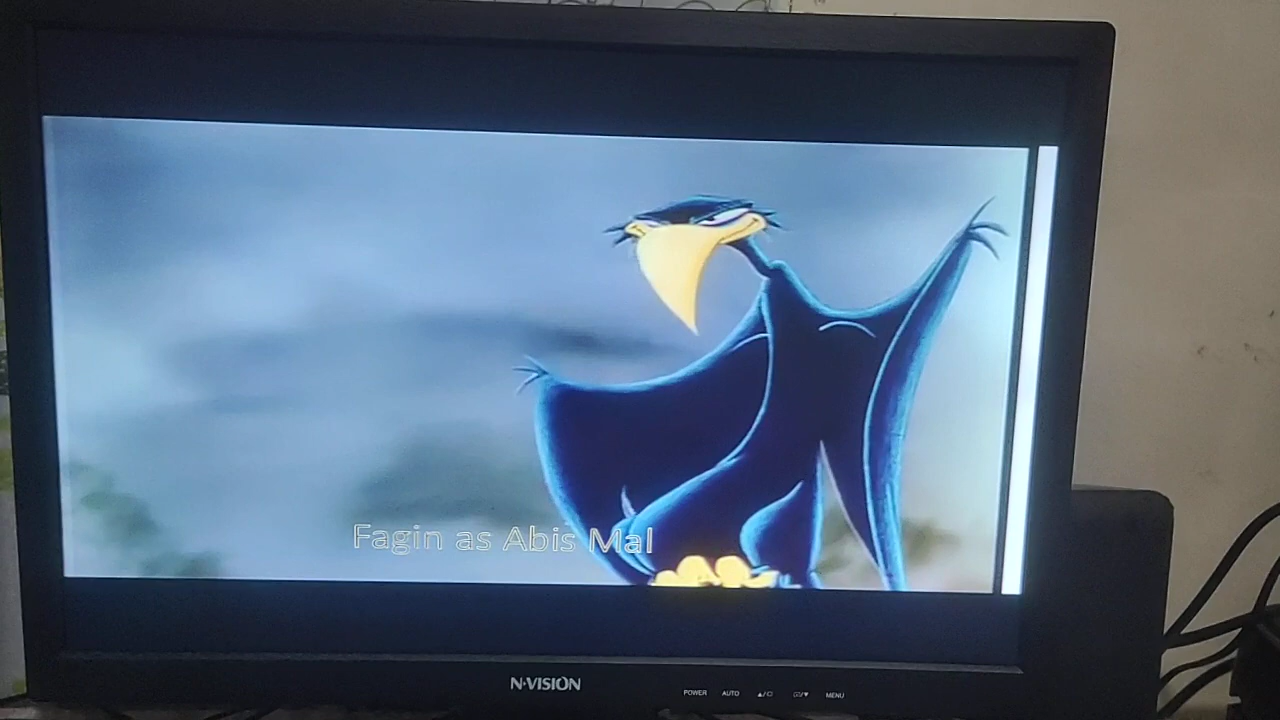 Fagin as Abis Mal
N·VISION
POWER AUTO ▲/ ▼ MENU